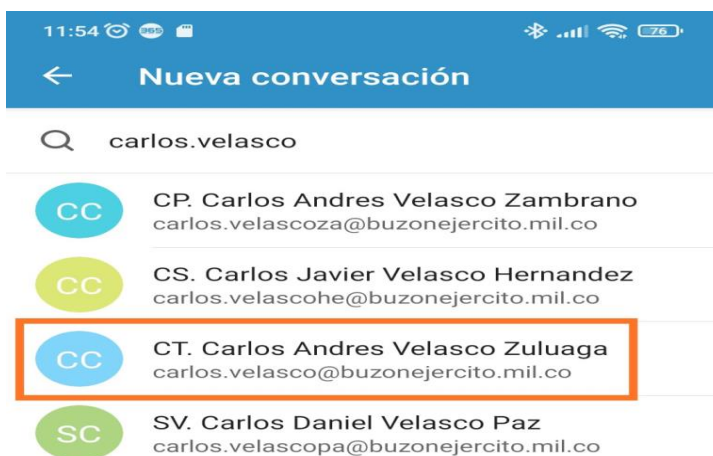 11:54 365 76
Nueva conversación
carlos.velasco
CC CP. Carlos Andres Velasco Zambrano
carlos.velascoza@buzonejercito.mil.co
CC CS. Carlos Javier Velasco Hernandez
carlos.velascohe@buzonejercito.mil.co
CC CT. Carlos Andres Velasco Zuluaga
carlos.velasco@buzonejercito.mil.co
SC SV. Carlos Daniel Velasco Paz
carlos.velascopa@buzonejercito.mil.co